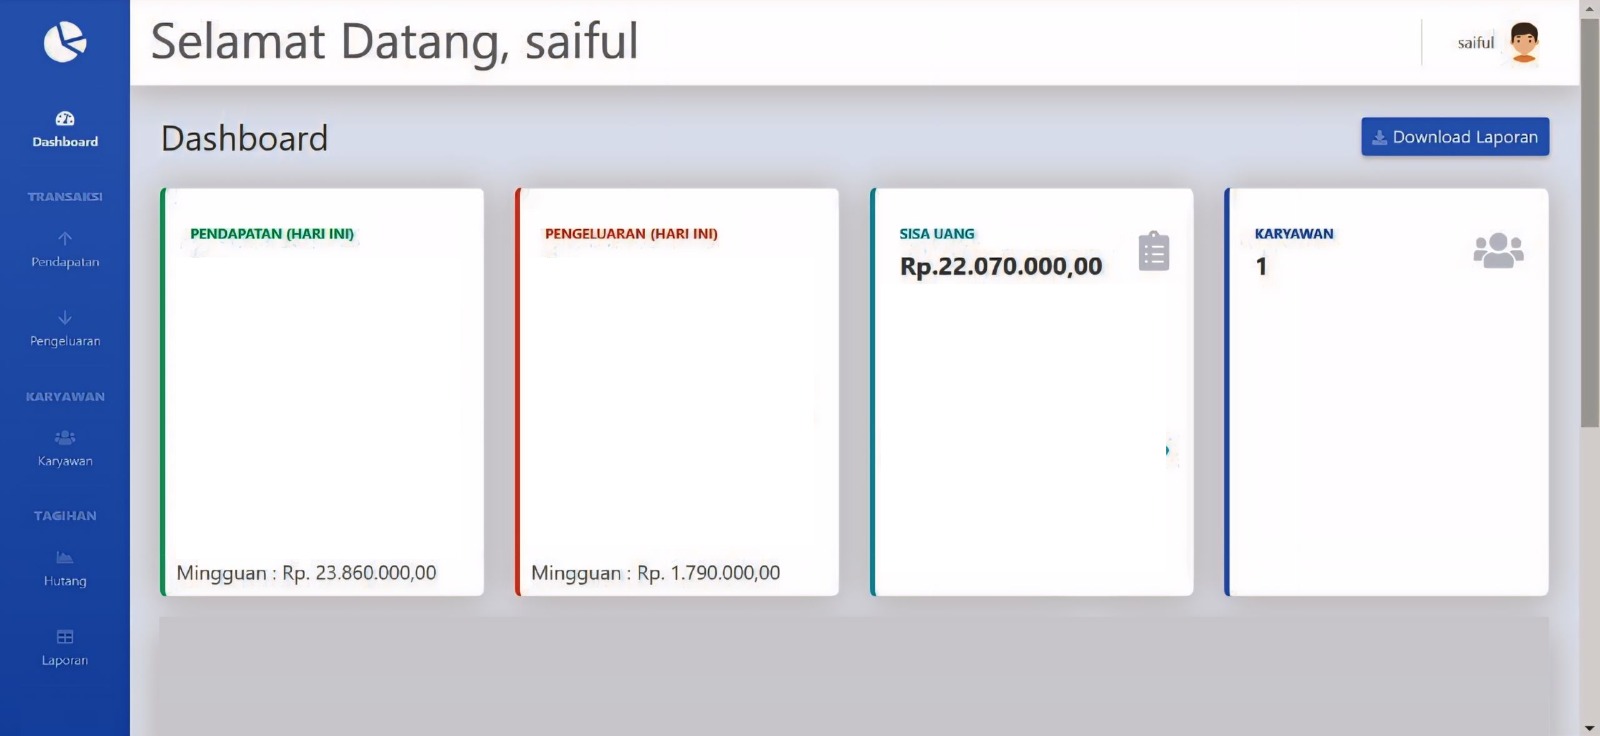 Selamat Datang, saiful
saiful
Dashboard
TRANSAKSI
Pendapatan
Pengeluaran
KARYAWAN
Karyawan
TAGIHAN
Hutang
Laporan
Dashboard
Download Laporan
PENDAPATAN (HARI INI)
Mingguan : Rp. 23.860.000,00
PENGELUARAN (HARI INI)
Mingguan : Rp. 1.790.000,00
SISA UANG
Rp.22.070.000,00
KARYAWAN
1